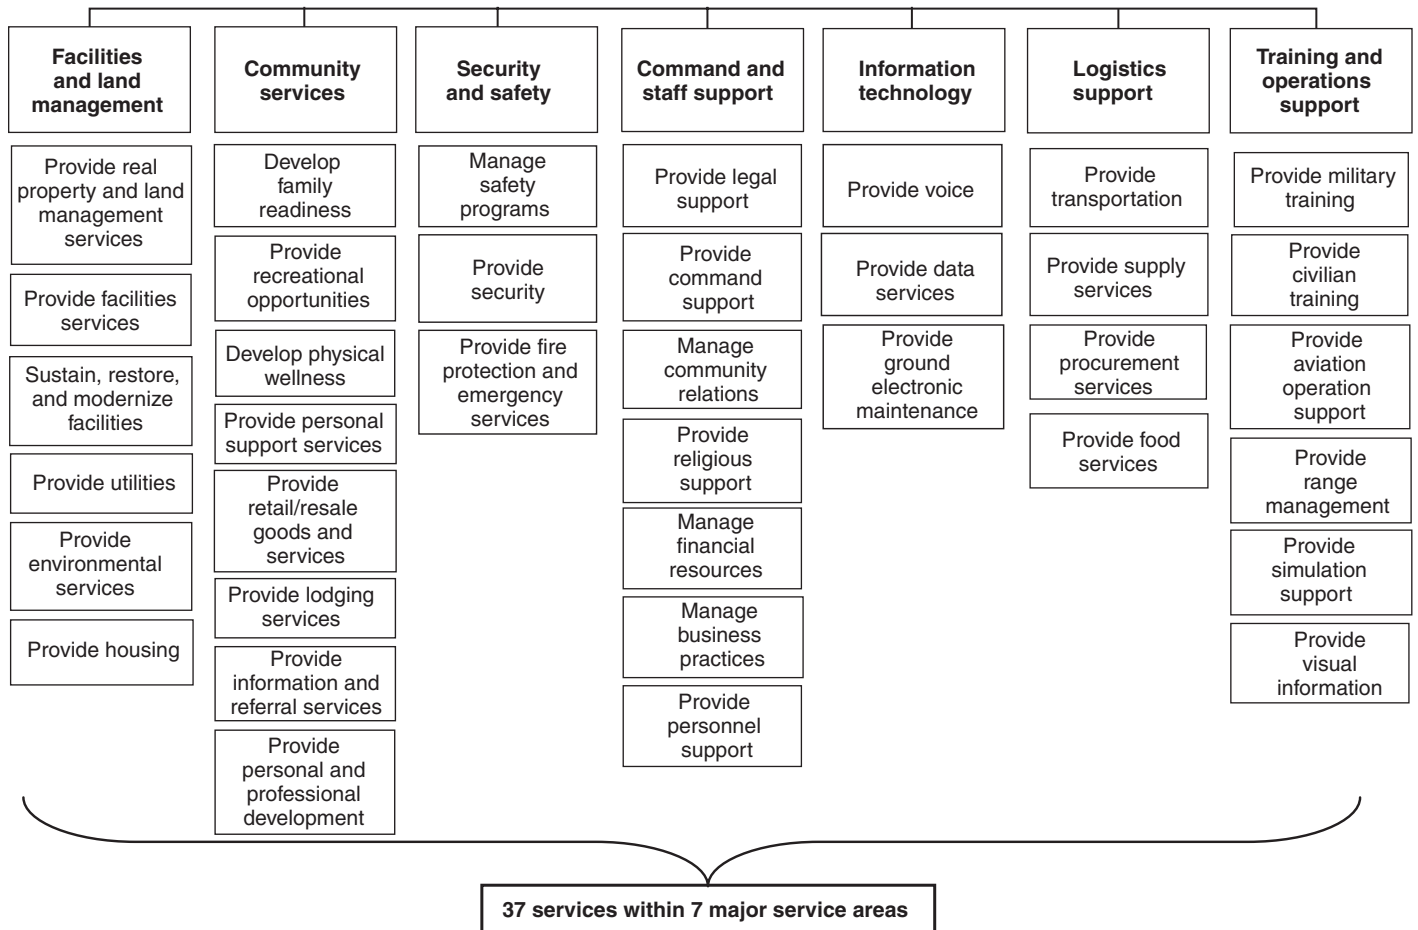 Facilities
and land
management
Provide real
property and land
management
services
Provide facilities
services
Sustain, restore,
and modernize
facilities
Provide utilities
Provide
environmental
services
Provide housing
Community
services
Develop
family
readiness
Provide
recreational
opportunities
Develop physical
wellness
Provide personal
support services
Provide
retail/resale
goods and
services
Provide lodging
services
Provide
information and
referral services
Provide
personal and
professional
development
Security
and safety
Manage
safety
programs
Provide
security
Provide fire
protection and
emergency
services
Command and
staff support
Provide legal
support
Provide
command
support
Manage
community
relations
Provide
religious
support
Manage
financial
resources
Manage
business
practices
Provide
personnel
support
Information
technology
Provide voice
Provide data
services
Provide
ground
electronic
maintenance
Logistics
support
Provide
transportation
Provide supply
services
Provide
procurement
services
Provide food
services
Training and
operations
support
Provide military
training
Provide
civilian
training
Provide
aviation
operation
support
Provide
range
management
Provide
simulation
support
Provide
visual
information
37 services within 7 major service areas